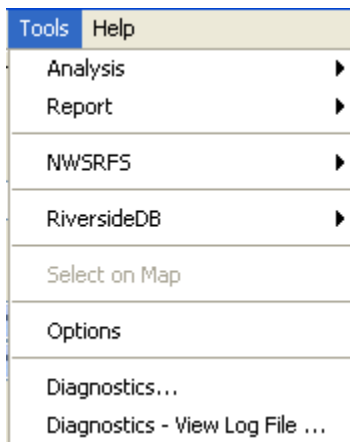 Tools Help
Analysis
Report
NWSRFS
RiversideDB
Select on Map
Options
Diagnostics...
Diagnostics - View Log File ...